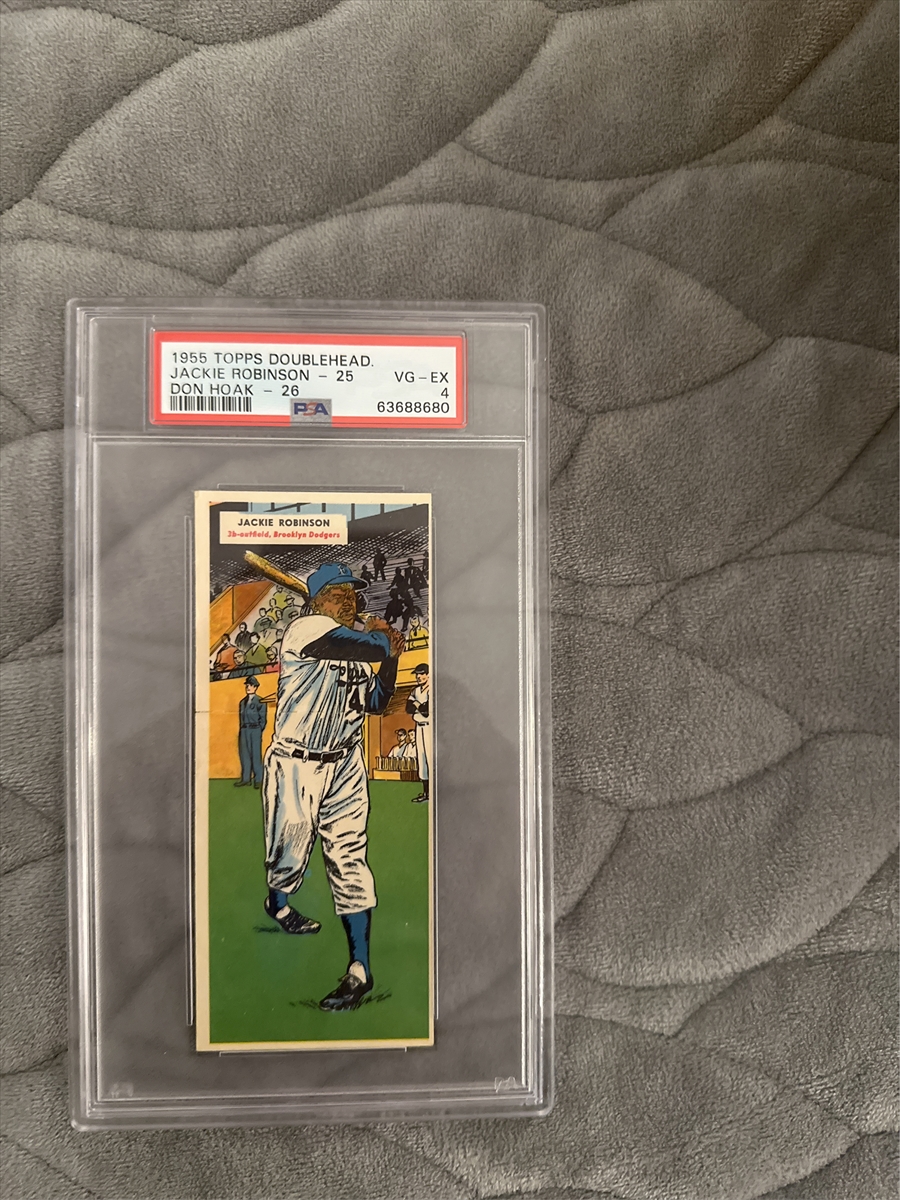 1955 TOPPS DOUBLEHEAD.
JACKIE ROBINSON - 25 VG-EX
DON HOAK - 26 4
PSA 63688680
JACKIE ROBINSON
3b-outfield, Brooklyn Dodgers
4